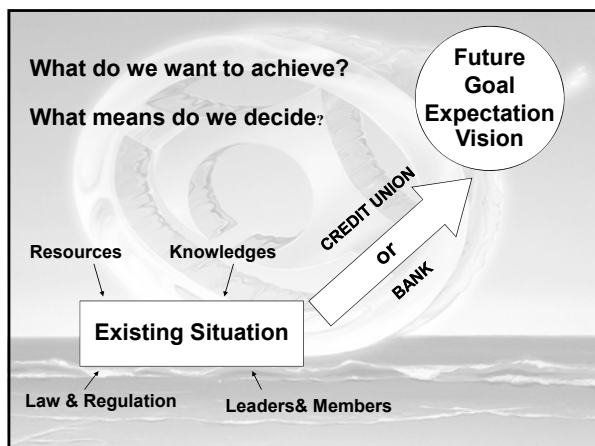 What do we want to achieve?
What means do we decide?
Future
Goal
Expectation
Vision
CREDIT UNION
or
BANK
Resources
Knowledges
Existing Situation
Law & Regulation
Leaders& Members